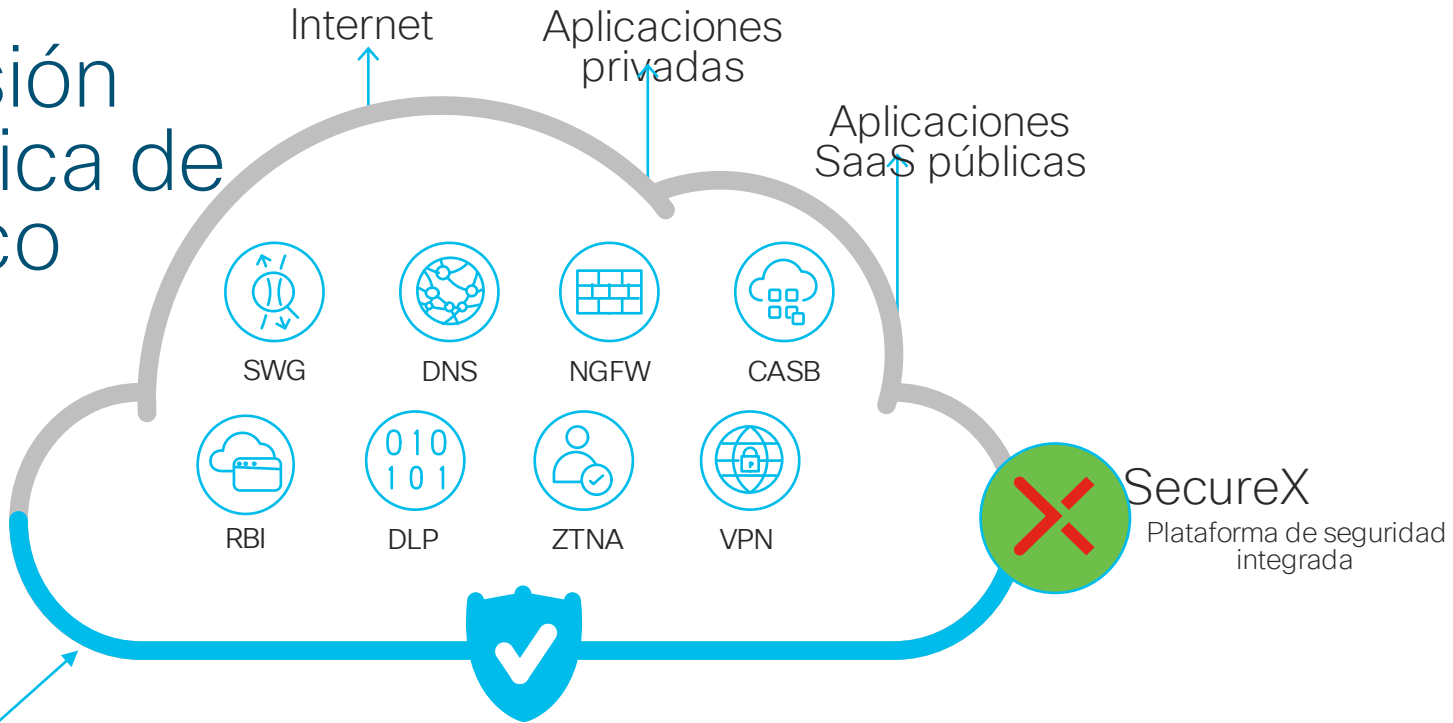 sión
ica de
co
Internet
Aplicaciones
privadas
Aplicaciones
SaaS públicas
SWG
DNS
NGFW
CASB
RBI
010
101
DLP
ZTNA
VPN
SecureX
Plataforma de seguridad
integrada